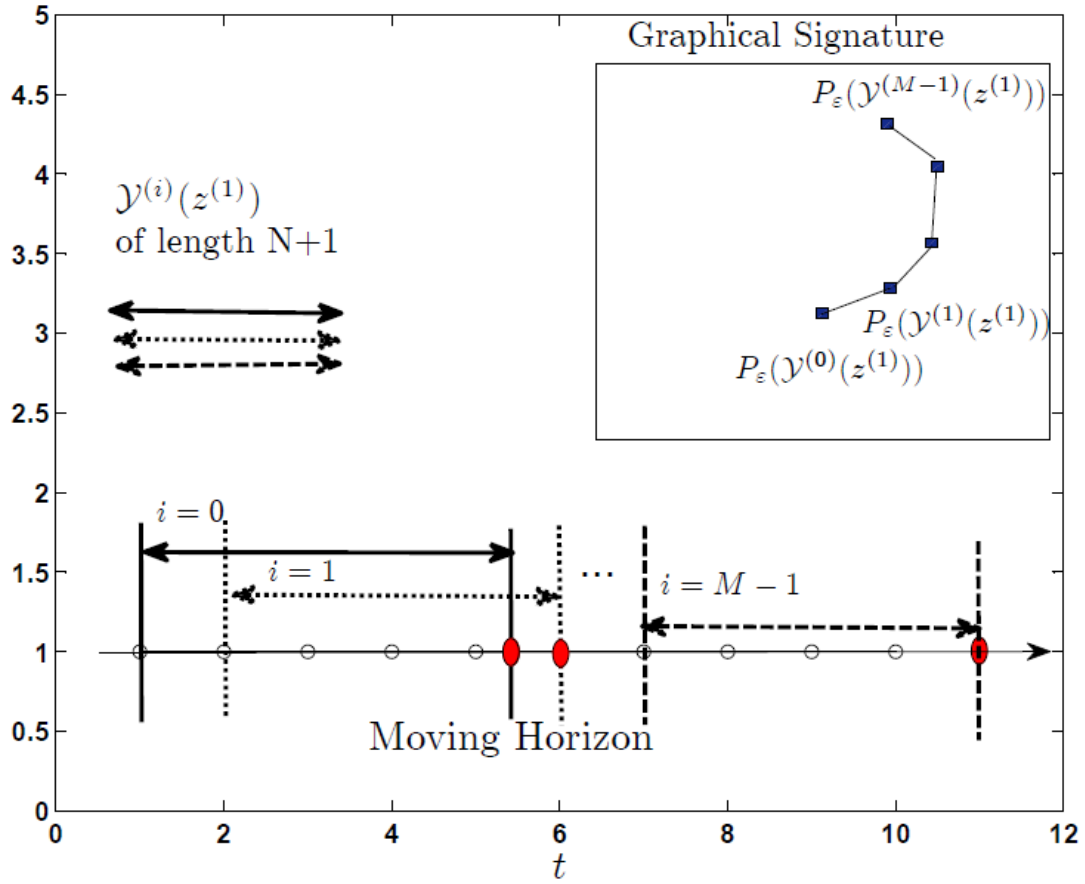 5
4.5
4
3.5
3
2.5
2
1.5
1
0.5
0
0 2 4 6 8 10 12
t
Graphical Signature
P_ε(𝒴^(M−1)(z^(1)))
P_ε(𝒴^(1)(z^(1)))
P_ε(𝒴^(0)(z^(1)))
𝒴^(i)(z^(1))
of length N+1
i = 0
i = 1
...
i = M − 1
Moving Horizon